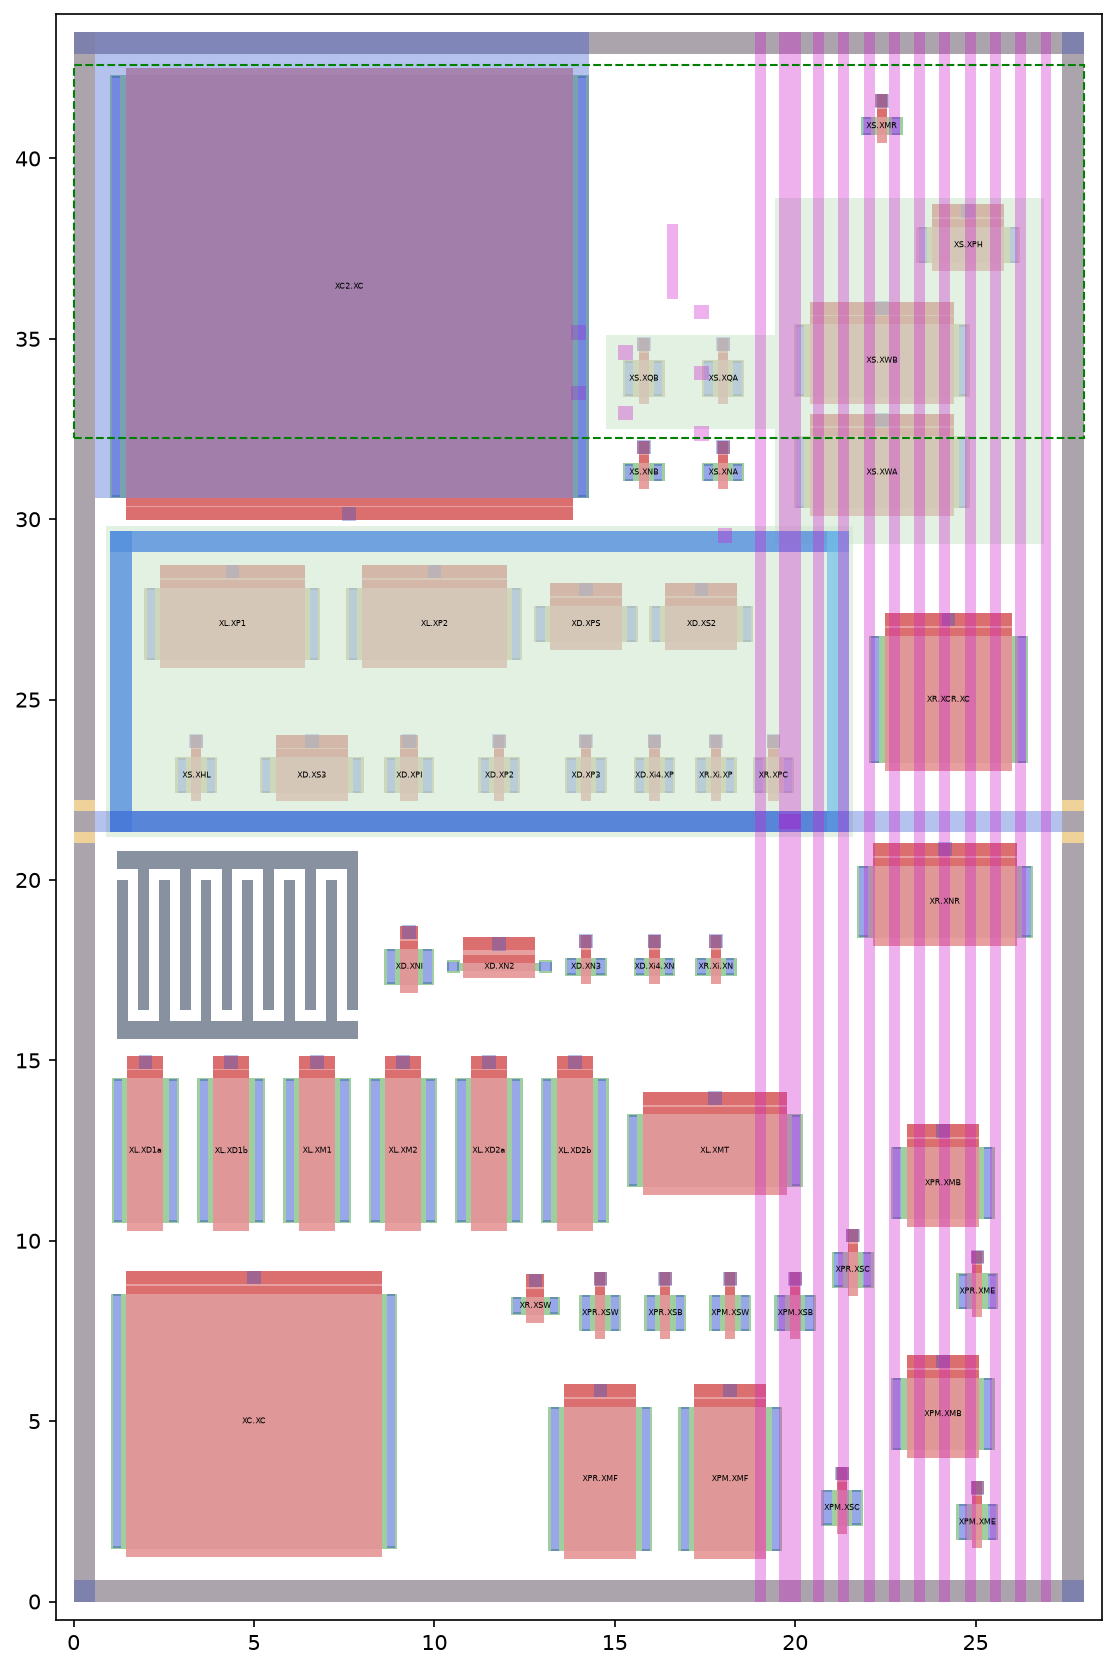 40
35
30
25
20
15
10
5
0
0 5 10 15 20 25
XS.XMR
XS.XPH
XC2.XC
XS.XWB
XS.XQB XS.XQA
XS.XNB XS.XNA XS.XWA
XL.XP1 XL.XP2 XD.XPS XD.XS2
XR.XCR.XC
XS.XHL XD.XS3 XD.XPI XD.XP2 XD.XP3 XD.Xi4.XP XR.Xi.XP XR.XPC
XR.XNR
XD.XNI XD.XN2 XD.XN3 XD.Xi4.XN XR.Xi.XN
XL.XD1a XL.XD1b XL.XM1 XL.XM2 XL.XD2a XL.XD2b XL.XMT
XPR.XMB
XPR.XSC
XPR.XME
XR.XSW XPR.XSW XPR.XSB XPM.XSW XPM.XSB
XC.XC XPM.XMB
XPR.XMF XPM.XMF
XPM.XSC
XPM.XME